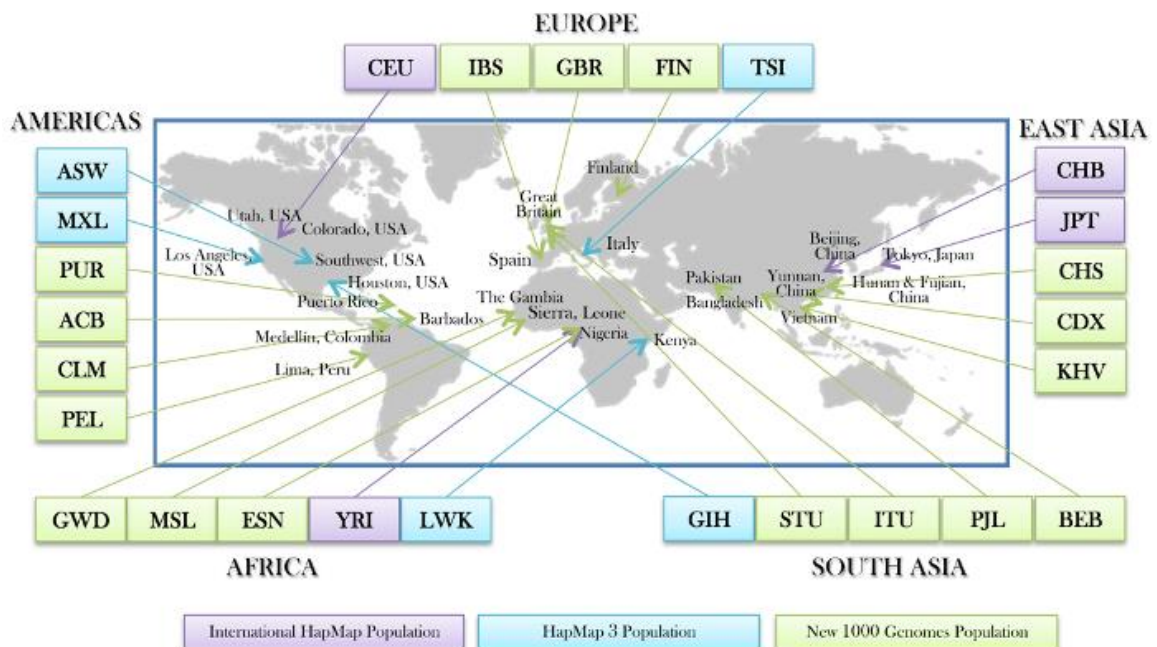 EUROPE
CEU
IBS
GBR
FIN
TSI
AMERICAS
EAST ASIA
ASW
MXL
PUR
ACB
CLM
PEL
CHB
JPT
CHS
CDX
KHV
Finland
Great
Britain
Utah, USA
Colorado, USA
Los Angeles,
USA
Southwest, USA
Houston, USA
Puerto Rico
Barbados
Medellin, Colombia
Lima, Peru
Spain
Italy
The Gambia
Sierra, Leone
Nigeria
Kenya
Pakistan
Bangladesh
Beijing,
China
Tokyo, Japan
Yunnan,
China
Hunan & Fujian,
China
Vietnam
GWD
MSL
ESN
YRI
LWK
GIH
STU
ITU
PJL
BEB
AFRICA
SOUTH ASIA
International HapMap Population
HapMap 3 Population
New 1000 Genomes Population